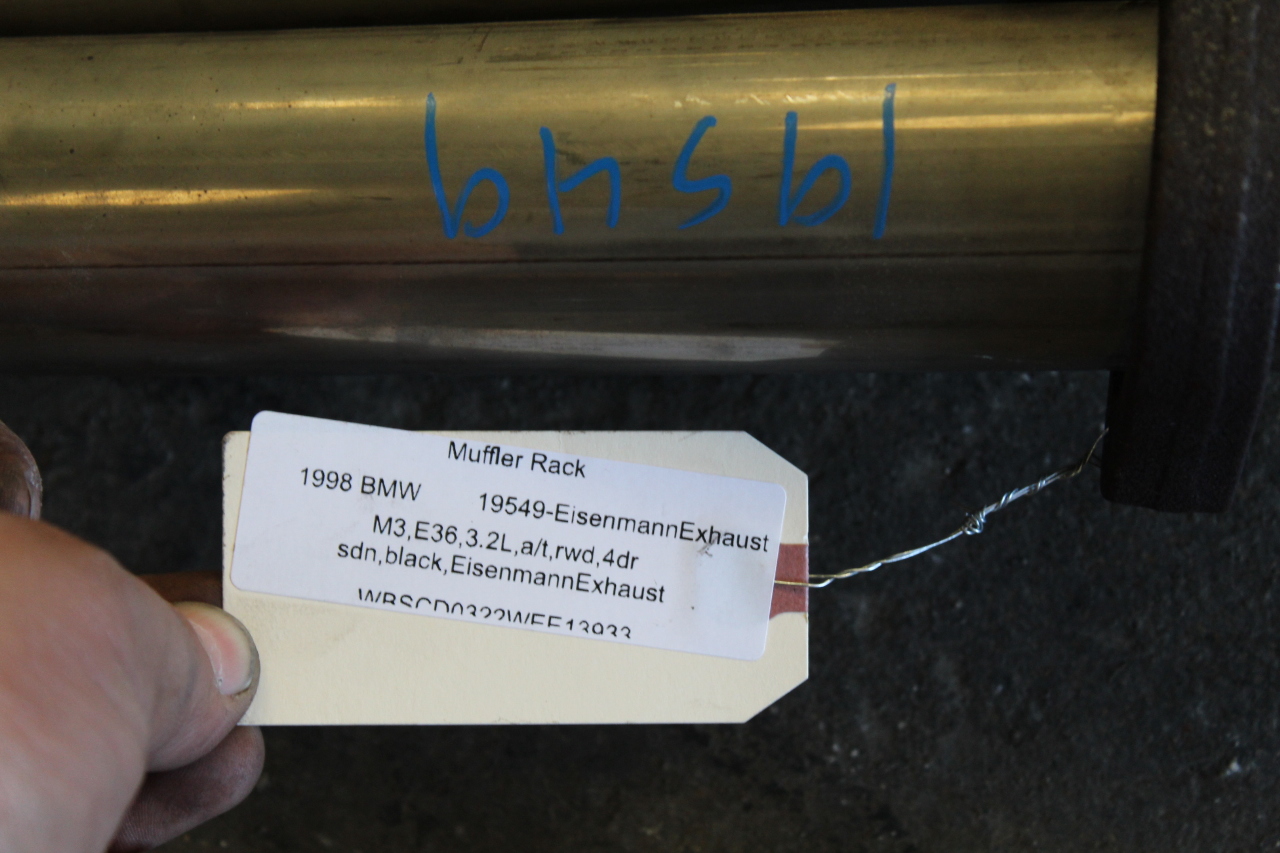 19549
Muffler Rack
1998 BMW 19549-EisenmannExhaust
M3,E36,3.2L,a/t,rwd,4dr
sdn,black,EisenmannExhaust
WBSCD0322WEE13933